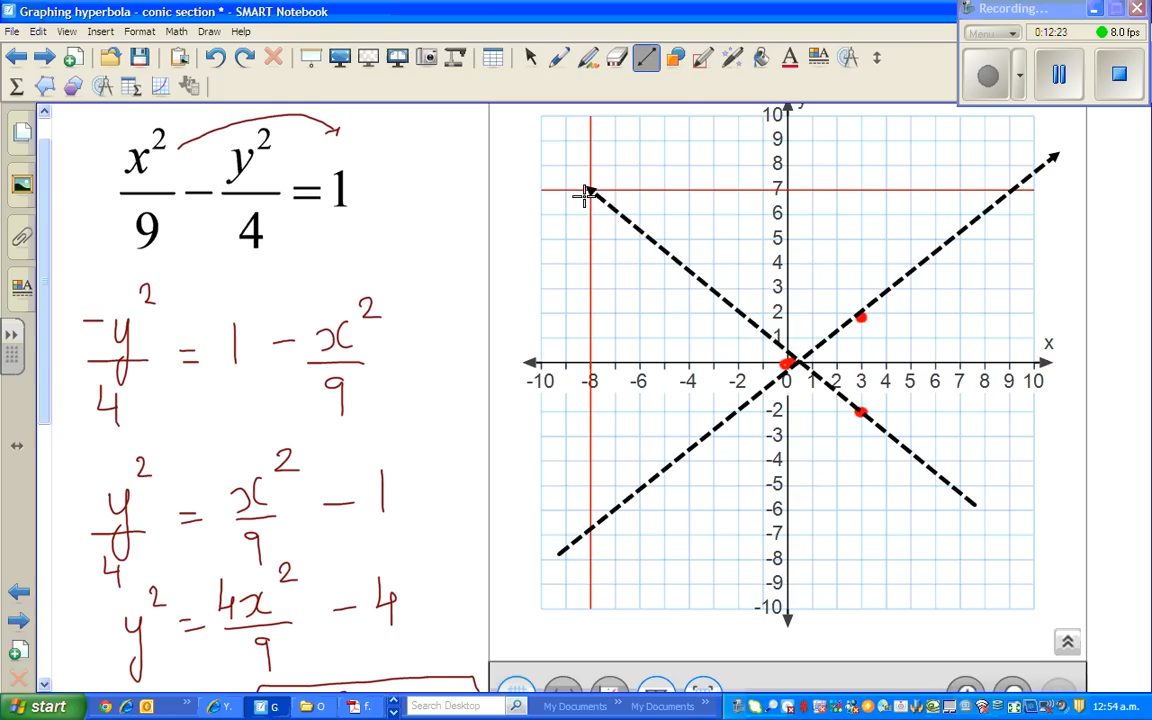 Graphing hyperbola - conic section * - SMART Notebook
Recording...
File Edit View Insert Format Math Draw Help
Menu
0:12:23
8.0 fps
x² / 9 − y² / 4 = 1
-y² / 4 = 1 - x² / 9
y² / 4 = x² / 9 - 1
y² = 4x² / 9 - 4
10
9
8
7
6
5
4
3
2
1
x
-10 -8 -6 -4 -2 0 1 2 3 4 5 6 7 8 9 10
-2
-3
-4
-5
-6
-7
-8
-9
-10
start
Y.
G
O
f.
Search Desktop
My Documents
My Documents
12:54 a.m.